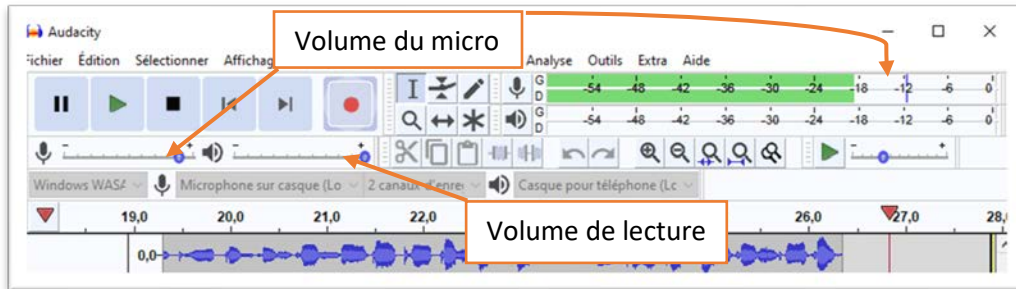 Audacity
Fichier Édition Sélectionner Affichag Analyse Outils Extra Aide
Volume du micro
G
D
-54 -48 -42 -36 -30 -24 -18 -12 -6 0
G
D
-54 -48 -42 -36 -30 -24 -18 -12 -6 0
- + - +
- +
Windows WASA Microphone sur casque (Lo 2 canaux d'enre Casque pour téléphone (Lc
19,0 20,0 21,0 22,0 26,0 27,0 28,
Volume de lecture
0,0